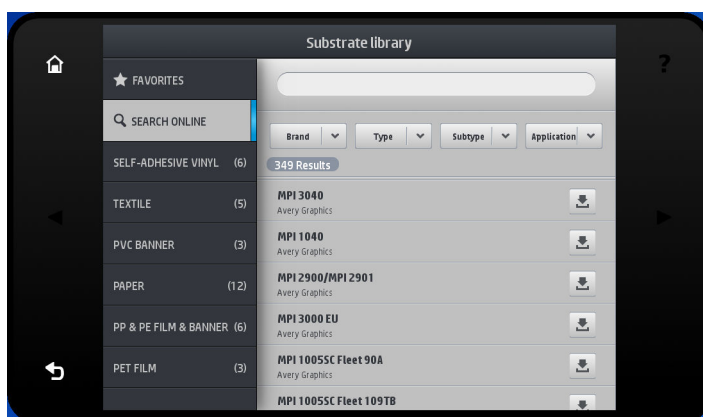 Substrate library
?
FAVORITES
SEARCH ONLINE
SELF-ADHESIVE VINYL (6)
TEXTILE (5)
PVC BANNER (3)
PAPER (12)
PP & PE FILM & BANNER (6)
PET FILM (3)
Brand Type Subtype Application
349 Results
MPI 3040
Avery Graphics
MPI 1040
Avery Graphics
MPI 2900/MPI 2901
Avery Graphics
MPI 3000 EU
Avery Graphics
MPI 1005SC Fleet 90A
Avery Graphics
MPI 1005SC Fleet 109TB